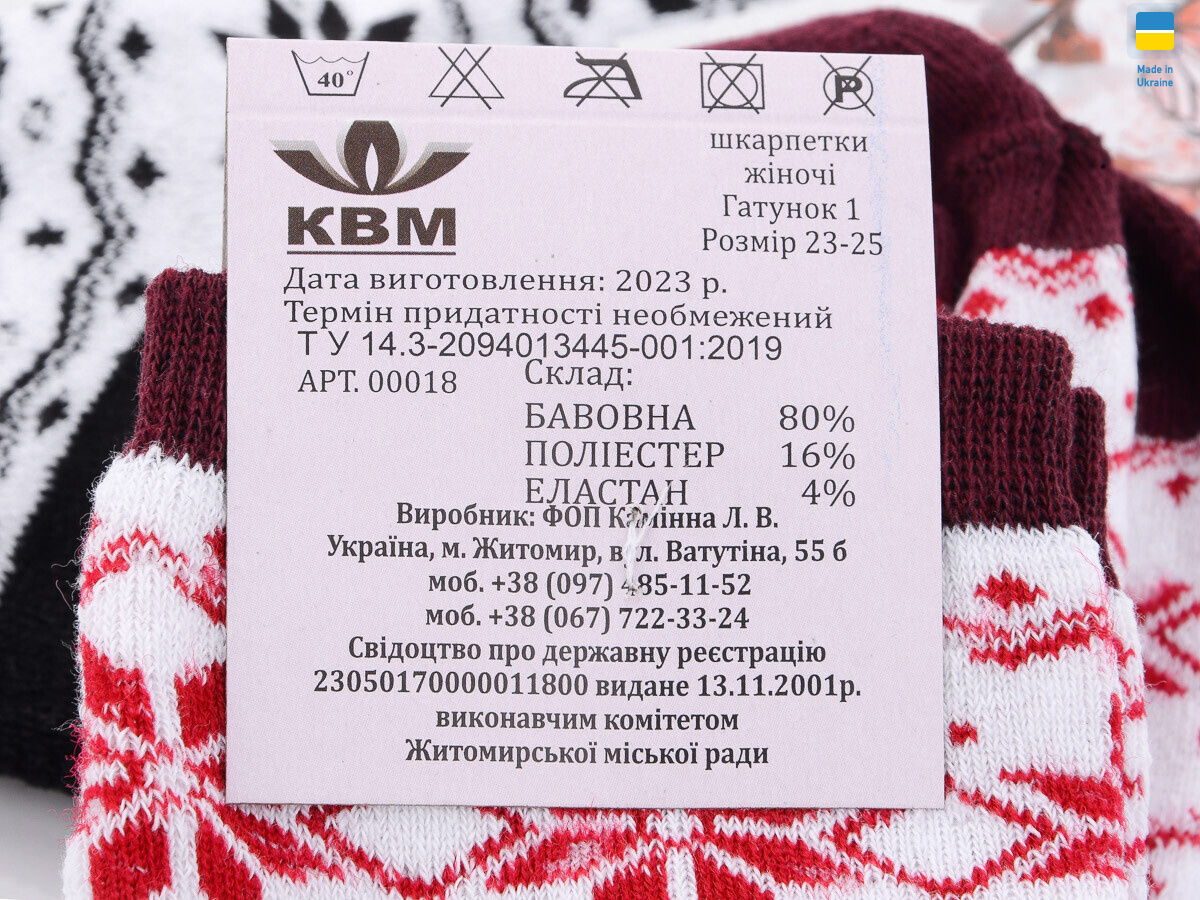 Made in
Ukraine
40°
P
КВМ
шкарпетки
жіночі
Гатунок 1
Розмір 23-25
Дата виготовлення: 2023 р.
Термін придатності необмежений
Т У 14.3-2094013445-001:2019
АРТ. 00018
Склад:
БАВОВНА 80%
ПОЛІЕСТЕР 16%
ЕЛАСТАН 4%
Виробник: ФОП Камінна Л. В.
Україна, м. Житомир, вул. Ватутіна, 55 б
моб. +38 (097) 485-11-52
моб. +38 (067) 722-33-24
Свідоцтво про державну реєстрацію
23050170000011800 видане 13.11.2001р.
виконавчим комітетом
Житомирської міської ради